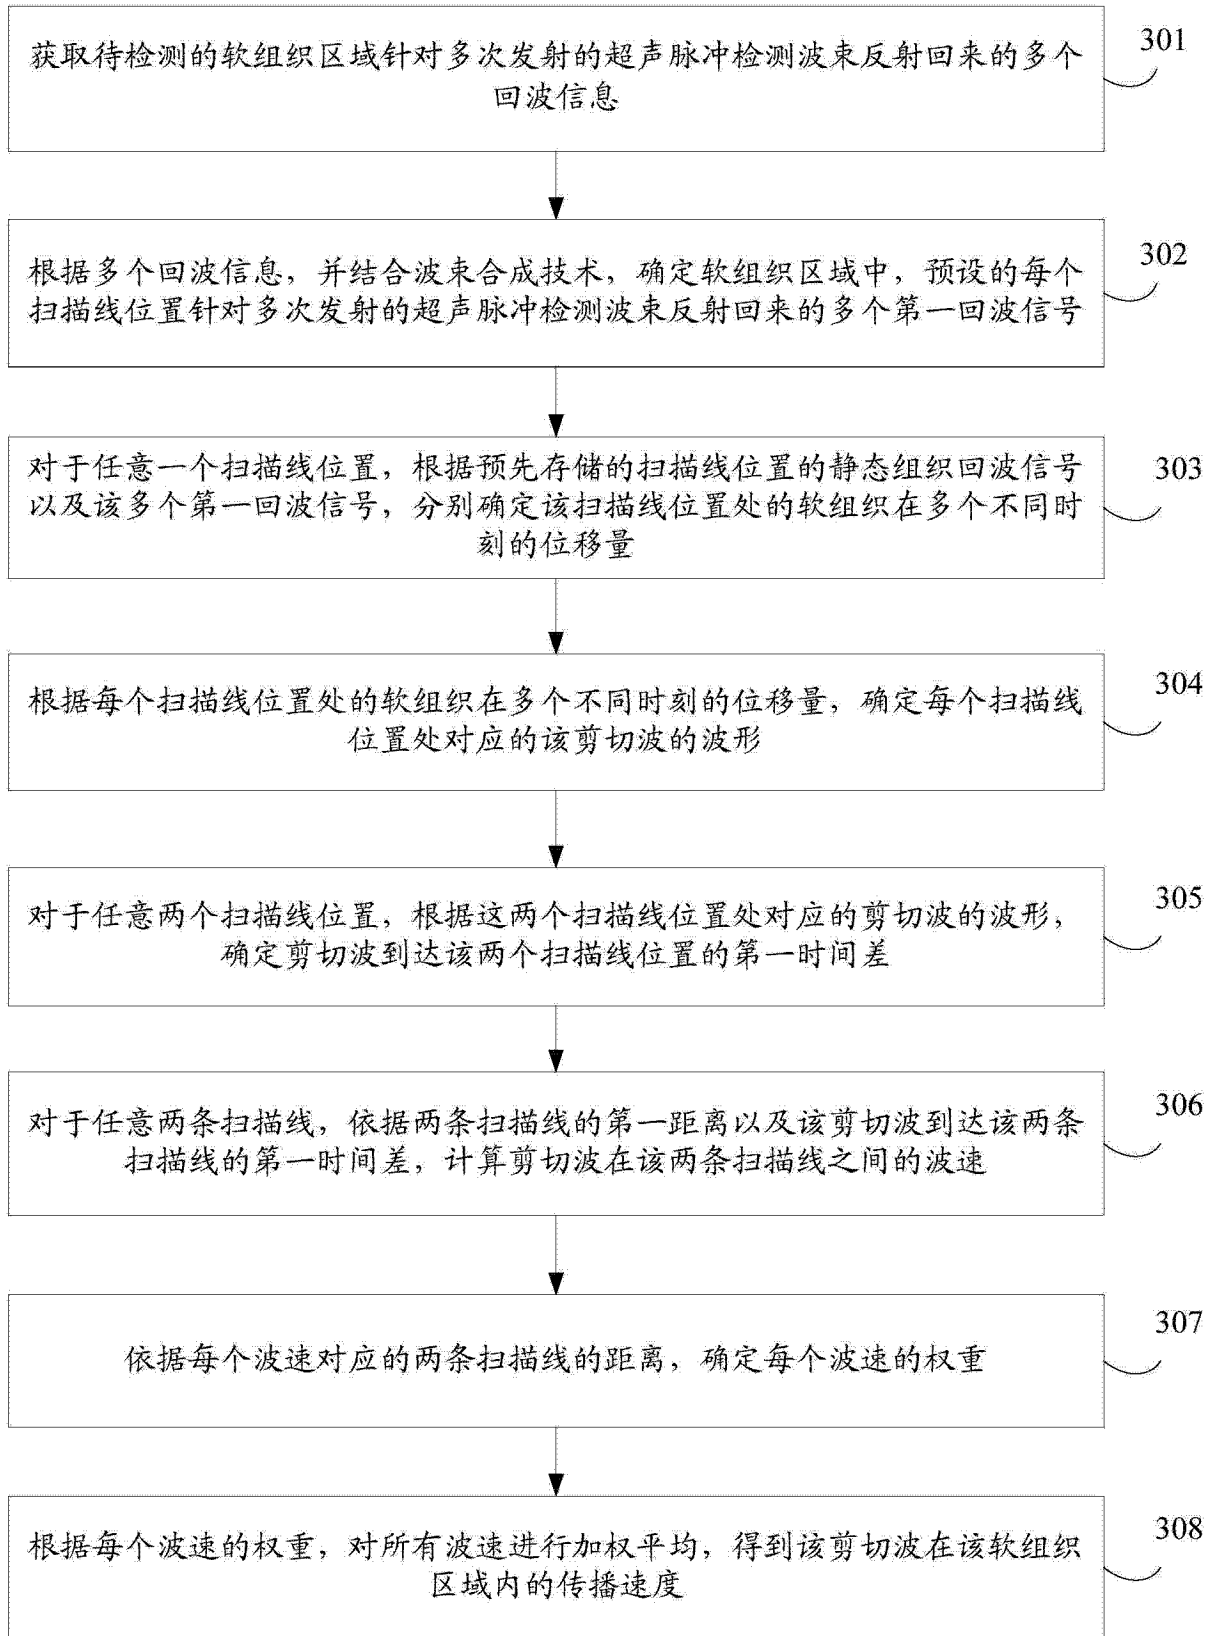 获取待检测的软组织区域针对多次发射的超声脉冲检测波束反射回来的多个
回波信息
301
根据多个回波信息，并结合波束合成技术，确定软组织区域中，预设的每个
扫描线位置针对多次发射的超声脉冲检测波束反射回来的多个第一回波信号
302
对于任意一个扫描线位置，根据预先存储的扫描线位置的静态组织回波信号
以及该多个第一回波信号，分别确定该扫描线位置处的软组织在多个不同时
刻的位移量
303
根据每个扫描线位置处的软组织在多个不同时刻的位移量，确定每个扫描线
位置处对应的该剪切波的波形
304
对于任意两个扫描线位置，根据这两个扫描线位置处对应的剪切波的波形，
确定剪切波到达该两个扫描线位置的第一时间差
305
对于任意两条扫描线，依据两条扫描线的第一距离以及该剪切波到达该两条
扫描线的第一时间差，计算剪切波在该两条扫描线之间的波速
306
依据每个波速对应的两条扫描线的距离，确定每个波速的权重
307
根据每个波速的权重，对所有波速进行加权平均，得到该剪切波在该软组织
区域内的传播速度
308